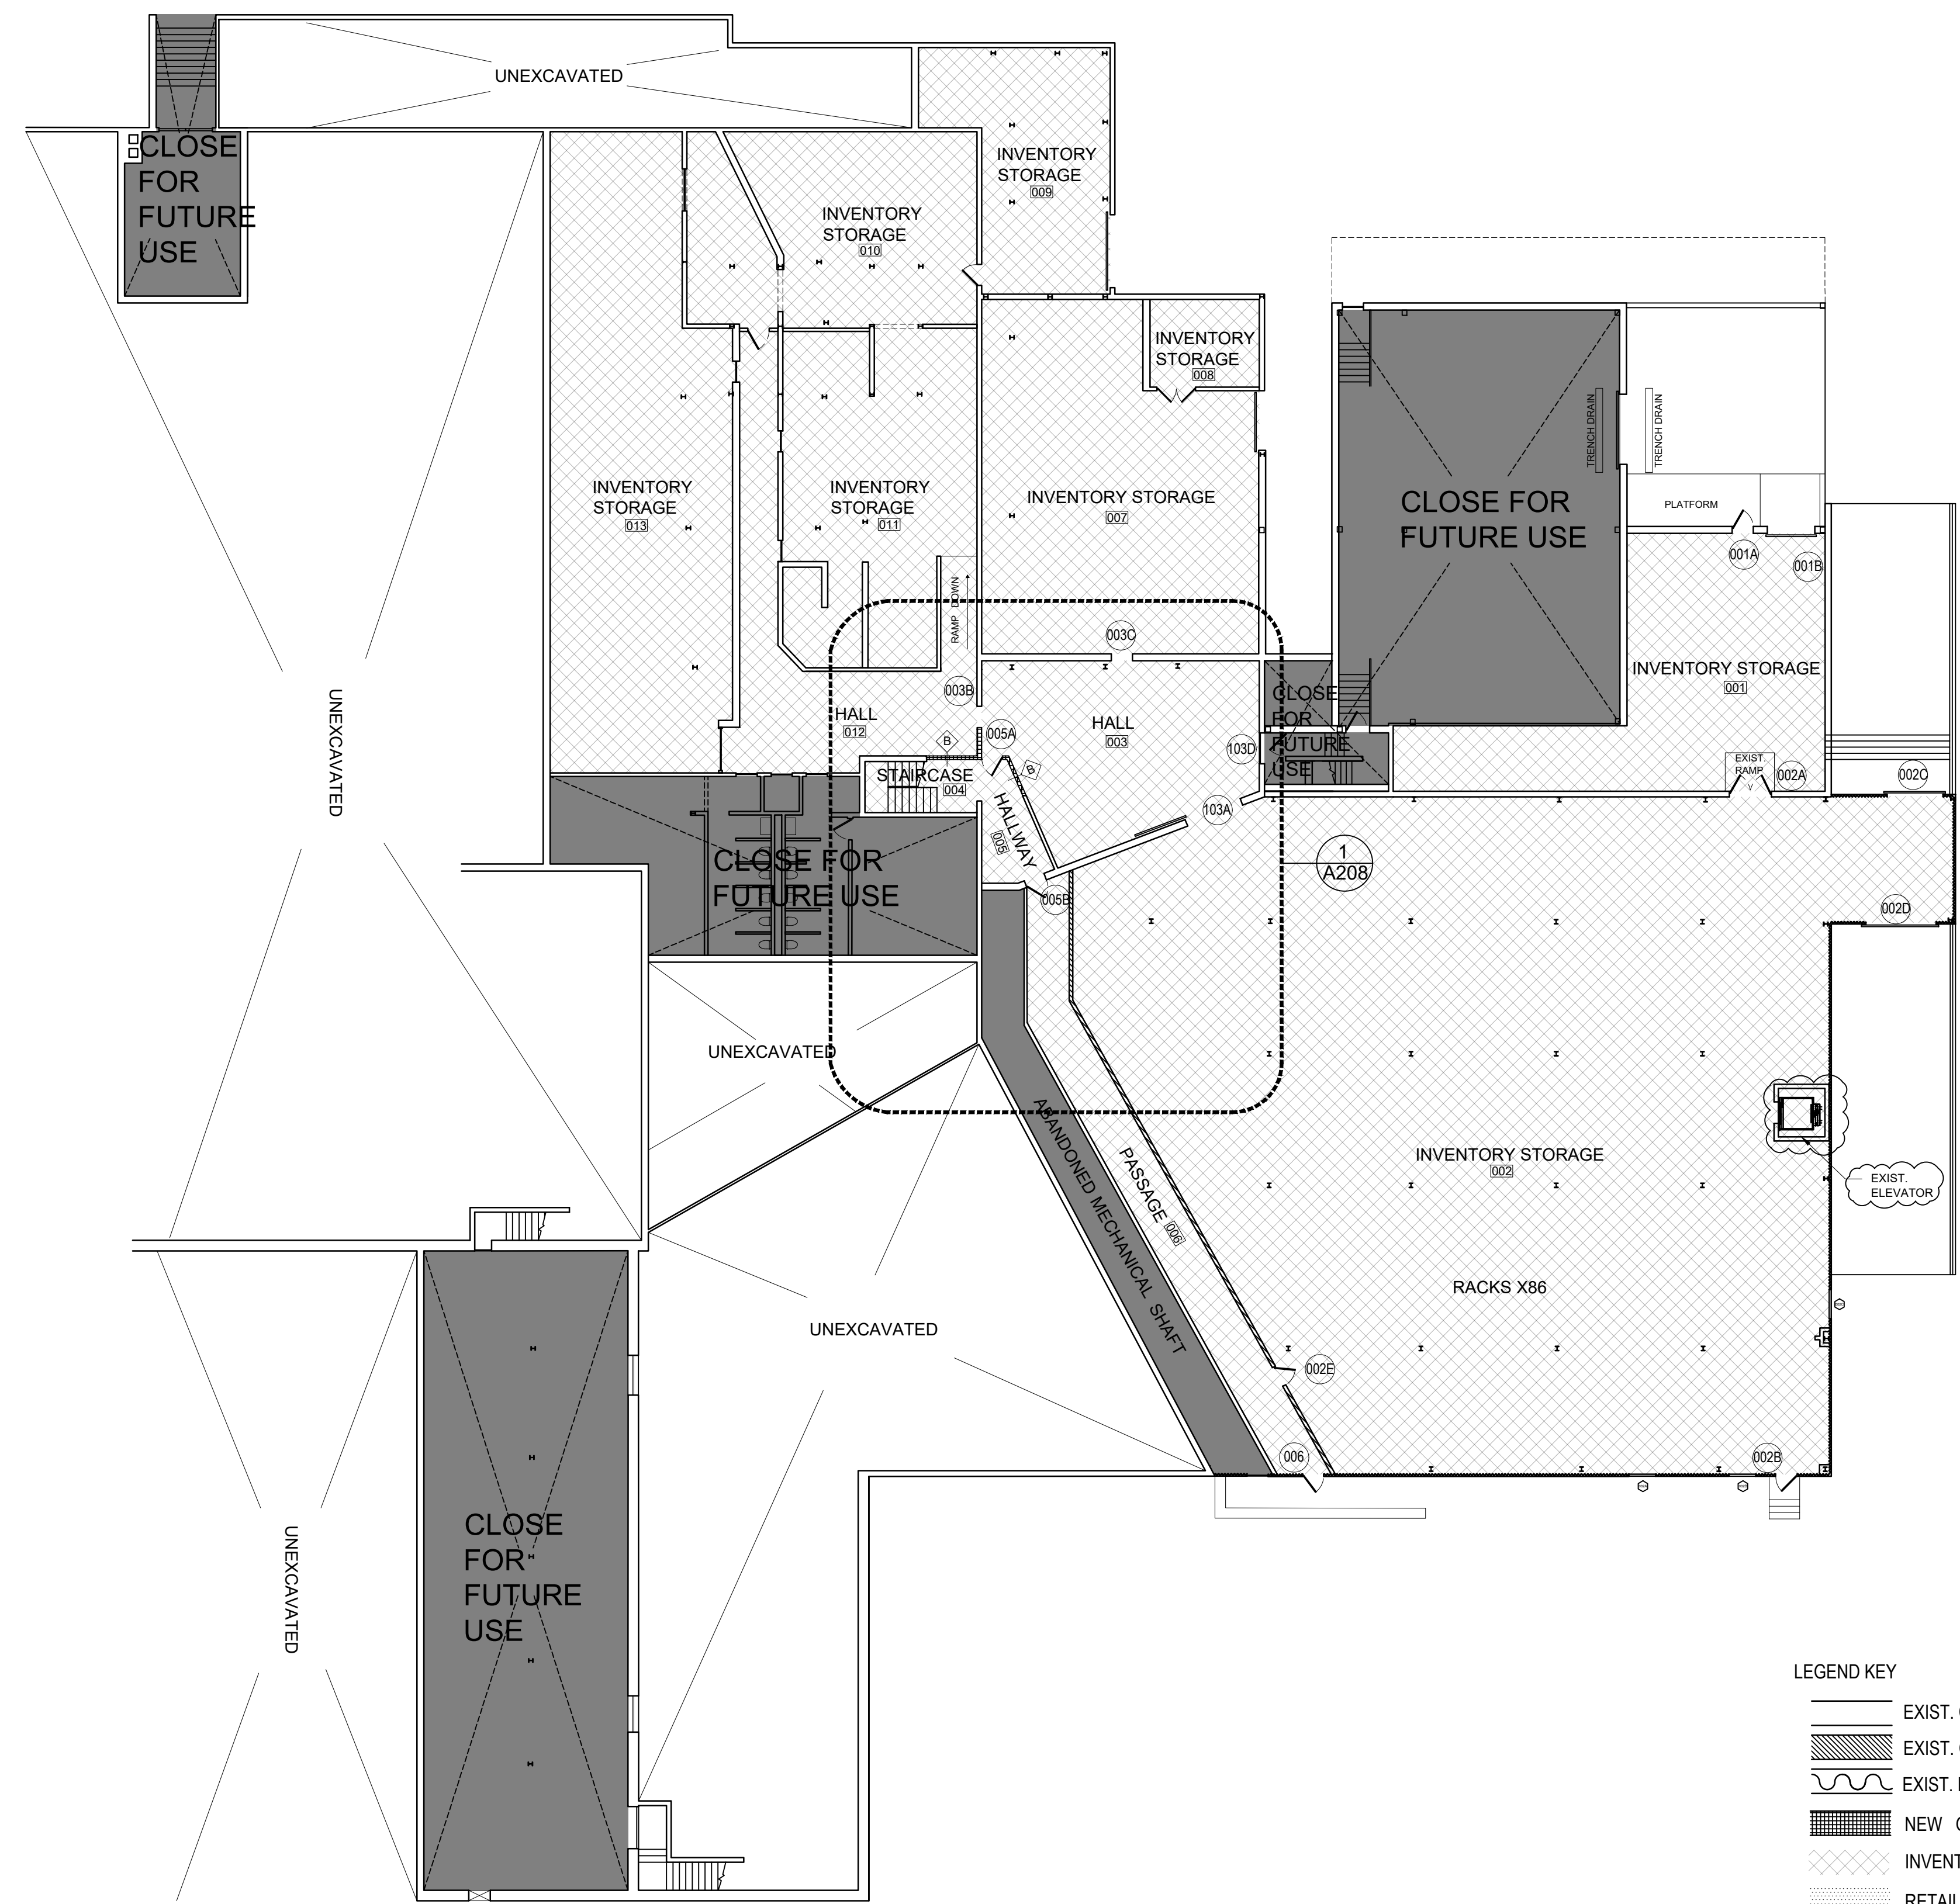 UNEXCAVATED
CLOSE
FOR
FUTURE
USE
INVENTORY
STORAGE
009
INVENTORY
STORAGE
010
INVENTORY
STORAGE
008
INVENTORY
STORAGE
013
INVENTORY
STORAGE
011
INVENTORY STORAGE
007
CLOSE FOR
FUTURE USE
TRENCH DRAIN
TRENCH DRAIN
PLATFORM
001A
001B
RAMP DOWN
003C
INVENTORY STORAGE
001
UNEXCAVATED
003B
HALL
012
B
005A
HALL
003
103D
CLOSE
FOR
FUTURE
USE
EXIST.
RAMP
002A
002C
STAIRCASE
004
B
HALLWAY
005
103A
1
A208
CLOSE FOR
FUTURE USE
005B
002D
UNEXCAVATED
ABANDONED MECHANICAL SHAFT
PASSAGE
006
INVENTORY STORAGE
002
EXIST.
ELEVATOR
RACKS X86
UNEXCAVATED
002E
006
002B
UNEXCAVATED
CLOSE
FOR
FUTURE
USE
LEGEND KEY
EXIST.
EXIST.
EXIST.
NEW